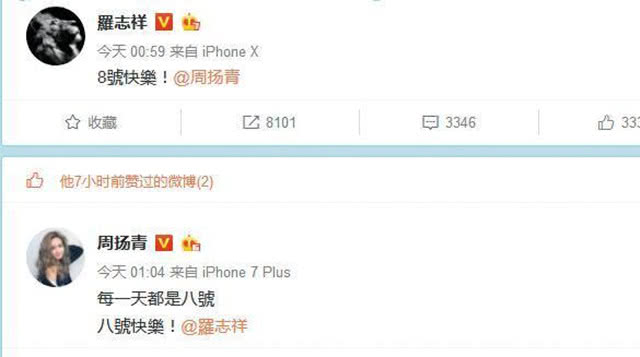 羅志祥
今天 00:59 来自 iPhone X
8號快樂！@周扬青
收藏 8101 3346 333
他7小时前赞过的微博(2)
周扬青
今天 01:04 来自 iPhone 7 Plus
每一天都是八號
八號快樂！@羅志祥